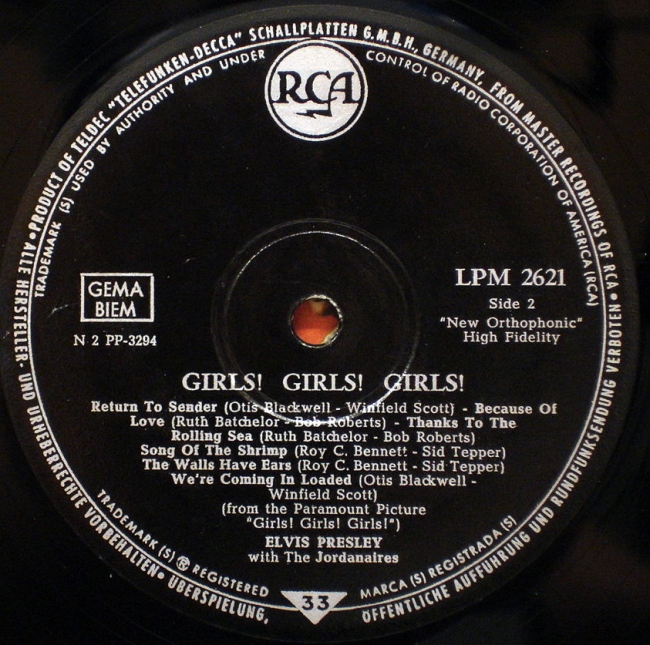 ALLE HERSTELLER- UND URHEBERRECHTE VORBEHALTEN • ÜBERSPIELUNG, ÖFFENTLICHE AUFFÜHRUNG UND RUNDFUNKSENDUNG VERBOTEN •
PRODUCT OF TELDEC "TELEFUNKEN-DECCA" SCHALLPLATTEN G.M.B.H., GERMANY, FROM MASTER RECORDINGS OF RCA •
TRADEMARK (S) USED BY AUTHORITY AND UNDER CONTROL OF RADIO CORPORATION OF AMERICA (RCA)
RCA
GEMA
BIEM
N 2 PP-3294
LPM 2621
Side 2
"New Orthophonic"
High Fidelity
GIRLS! GIRLS! GIRLS!
Return To Sender (Otis Blackwell - Winfield Scott) - Because Of
Love (Ruth Batchelor - Bob Roberts) - Thanks To The
Rolling Sea (Ruth Batchelor - Bob Roberts)
Song Of The Shrimp (Roy C. Bennett - Sid Tepper)
The Walls Have Ears (Roy C. Bennett - Sid Tepper)
We're Coming In Loaded (Otis Blackwell -
Winfield Scott)
(from the Paramount Picture
"Girls! Girls! Girls!")
ELVIS PRESLEY
with The Jordanaires
TRADEMARK (S) ® REGISTERED
MARCA (S) REGISTRADA (S)
33